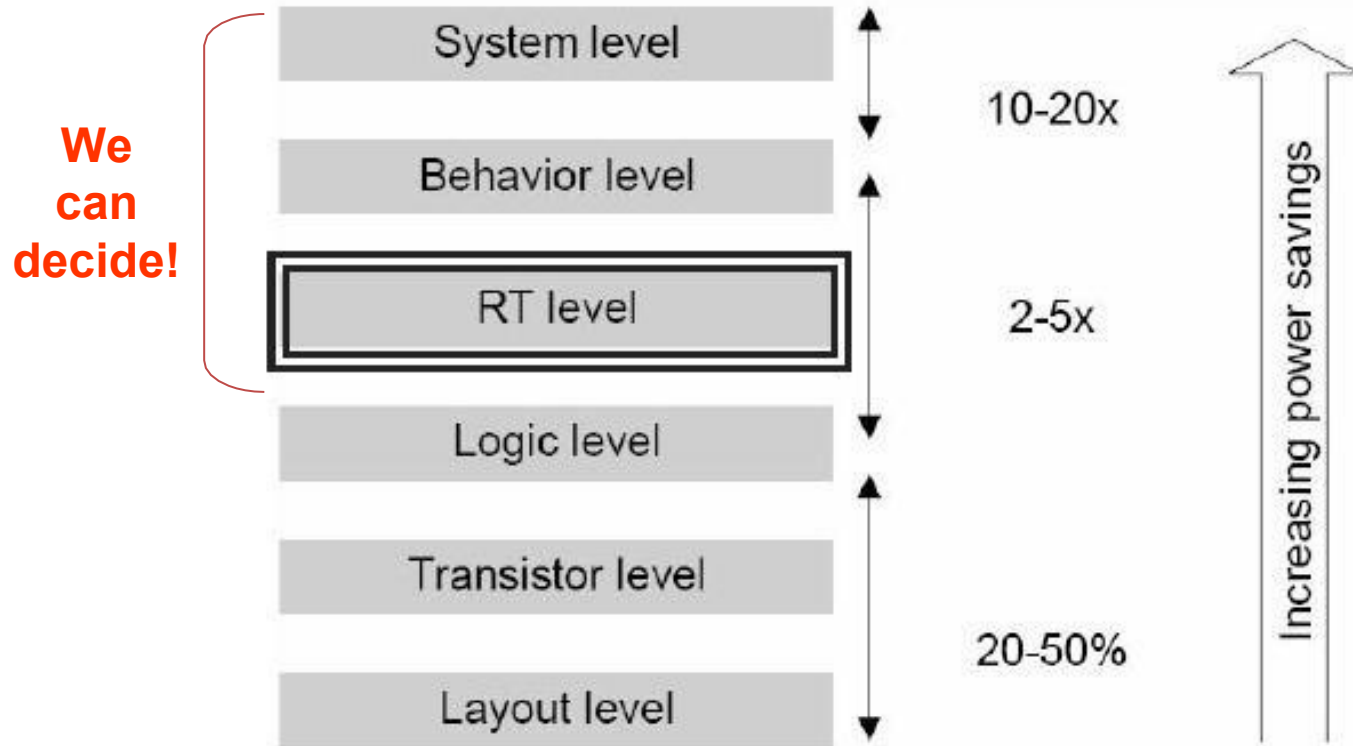 System level
10-20x
We
can
decide!
Behavior level
RT level
2-5x
Logic level
Transistor level
20-50%
Layout level
Increasing power savings